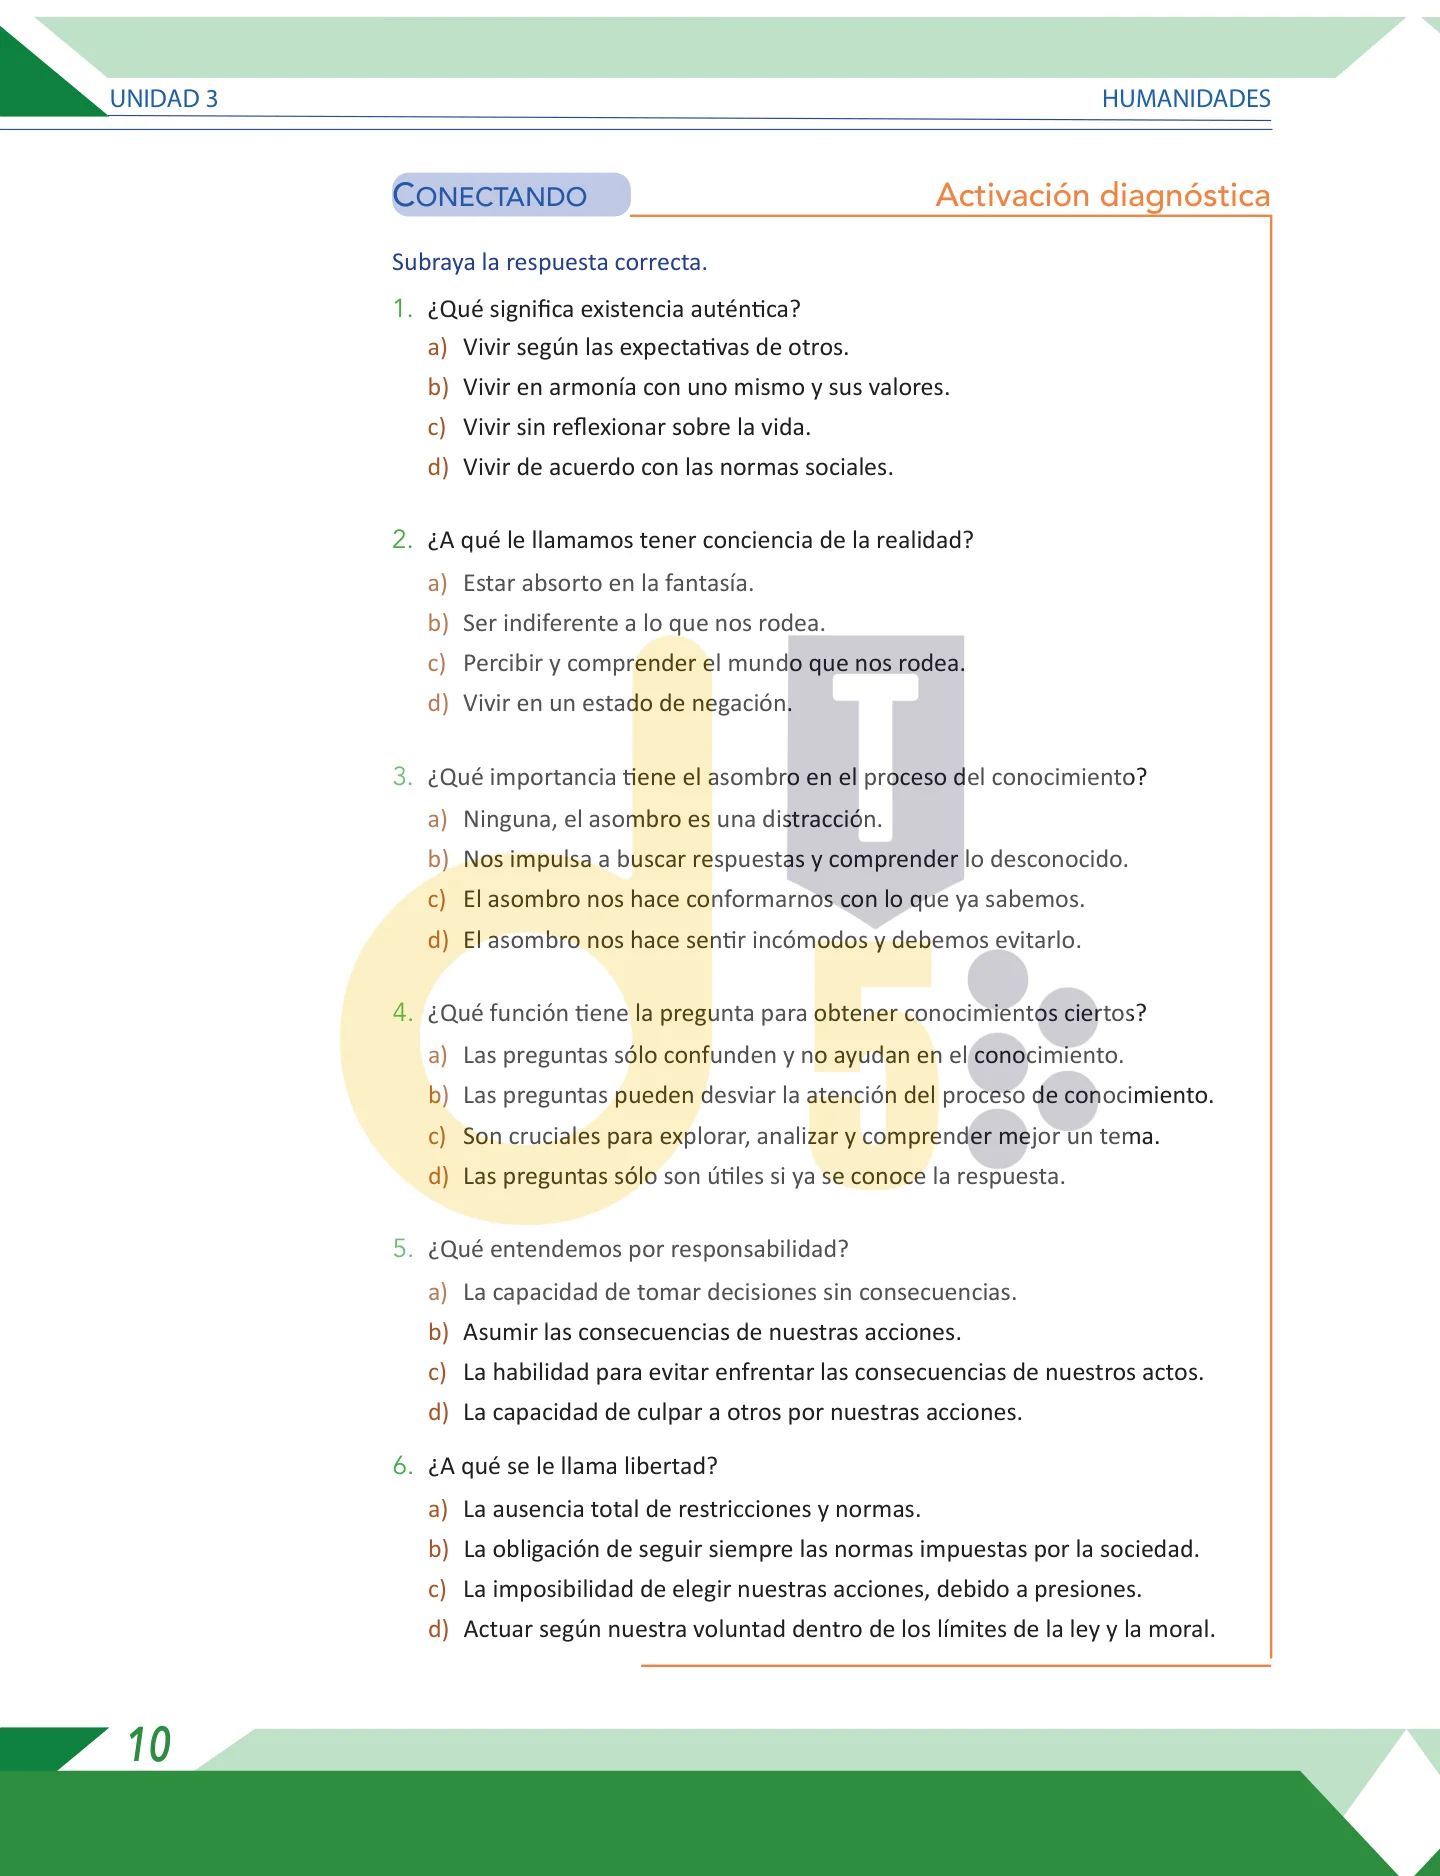 UNIDAD 3
HUMANIDADES
CONECTANDO
Activación diagnóstica
Subraya la respuesta correcta.
1. ¿Qué significa existencia auténtica?
a) Vivir según las expectativas de otros.
b) Vivir en armonía con uno mismo y sus valores.
c) Vivir sin reflexionar sobre la vida.
d) Vivir de acuerdo con las normas sociales.
2. ¿A qué le llamamos tener conciencia de la realidad?
a) Estar absorto en la fantasía.
b) Ser indiferente a lo que nos rodea.
c) Percibir y comprender el mundo que nos rodea.
d) Vivir en un estado de negación.
3. ¿Qué importancia tiene el asombro en el proceso del conocimiento?
a) Ninguna, el asombro es una distracción.
b) Nos impulsa a buscar respuestas y comprender lo desconocido.
c) El asombro nos hace conformarnos con lo que ya sabemos.
d) El asombro nos hace sentir incómodos y debemos evitarlo.
4. ¿Qué función tiene la pregunta para obtener conocimientos ciertos?
a) Las preguntas sólo confunden y no ayudan en el conocimiento.
b) Las preguntas pueden desviar la atención del proceso de conocimiento.
c) Son cruciales para explorar, analizar y comprender mejor un tema.
d) Las preguntas sólo son útiles si ya se conoce la respuesta.
5. ¿Qué entendemos por responsabilidad?
a) La capacidad de tomar decisiones sin consecuencias.
b) Asumir las consecuencias de nuestras acciones.
c) La habilidad para evitar enfrentar las consecuencias de nuestros actos.
d) La capacidad de culpar a otros por nuestras acciones.
6. ¿A qué se le llama libertad?
a) La ausencia total de restricciones y normas.
b) La obligación de seguir siempre las normas impuestas por la sociedad.
c) La imposibilidad de elegir nuestras acciones, debido a presiones.
d) Actuar según nuestra voluntad dentro de los límites de la ley y la moral.
d T 5
10